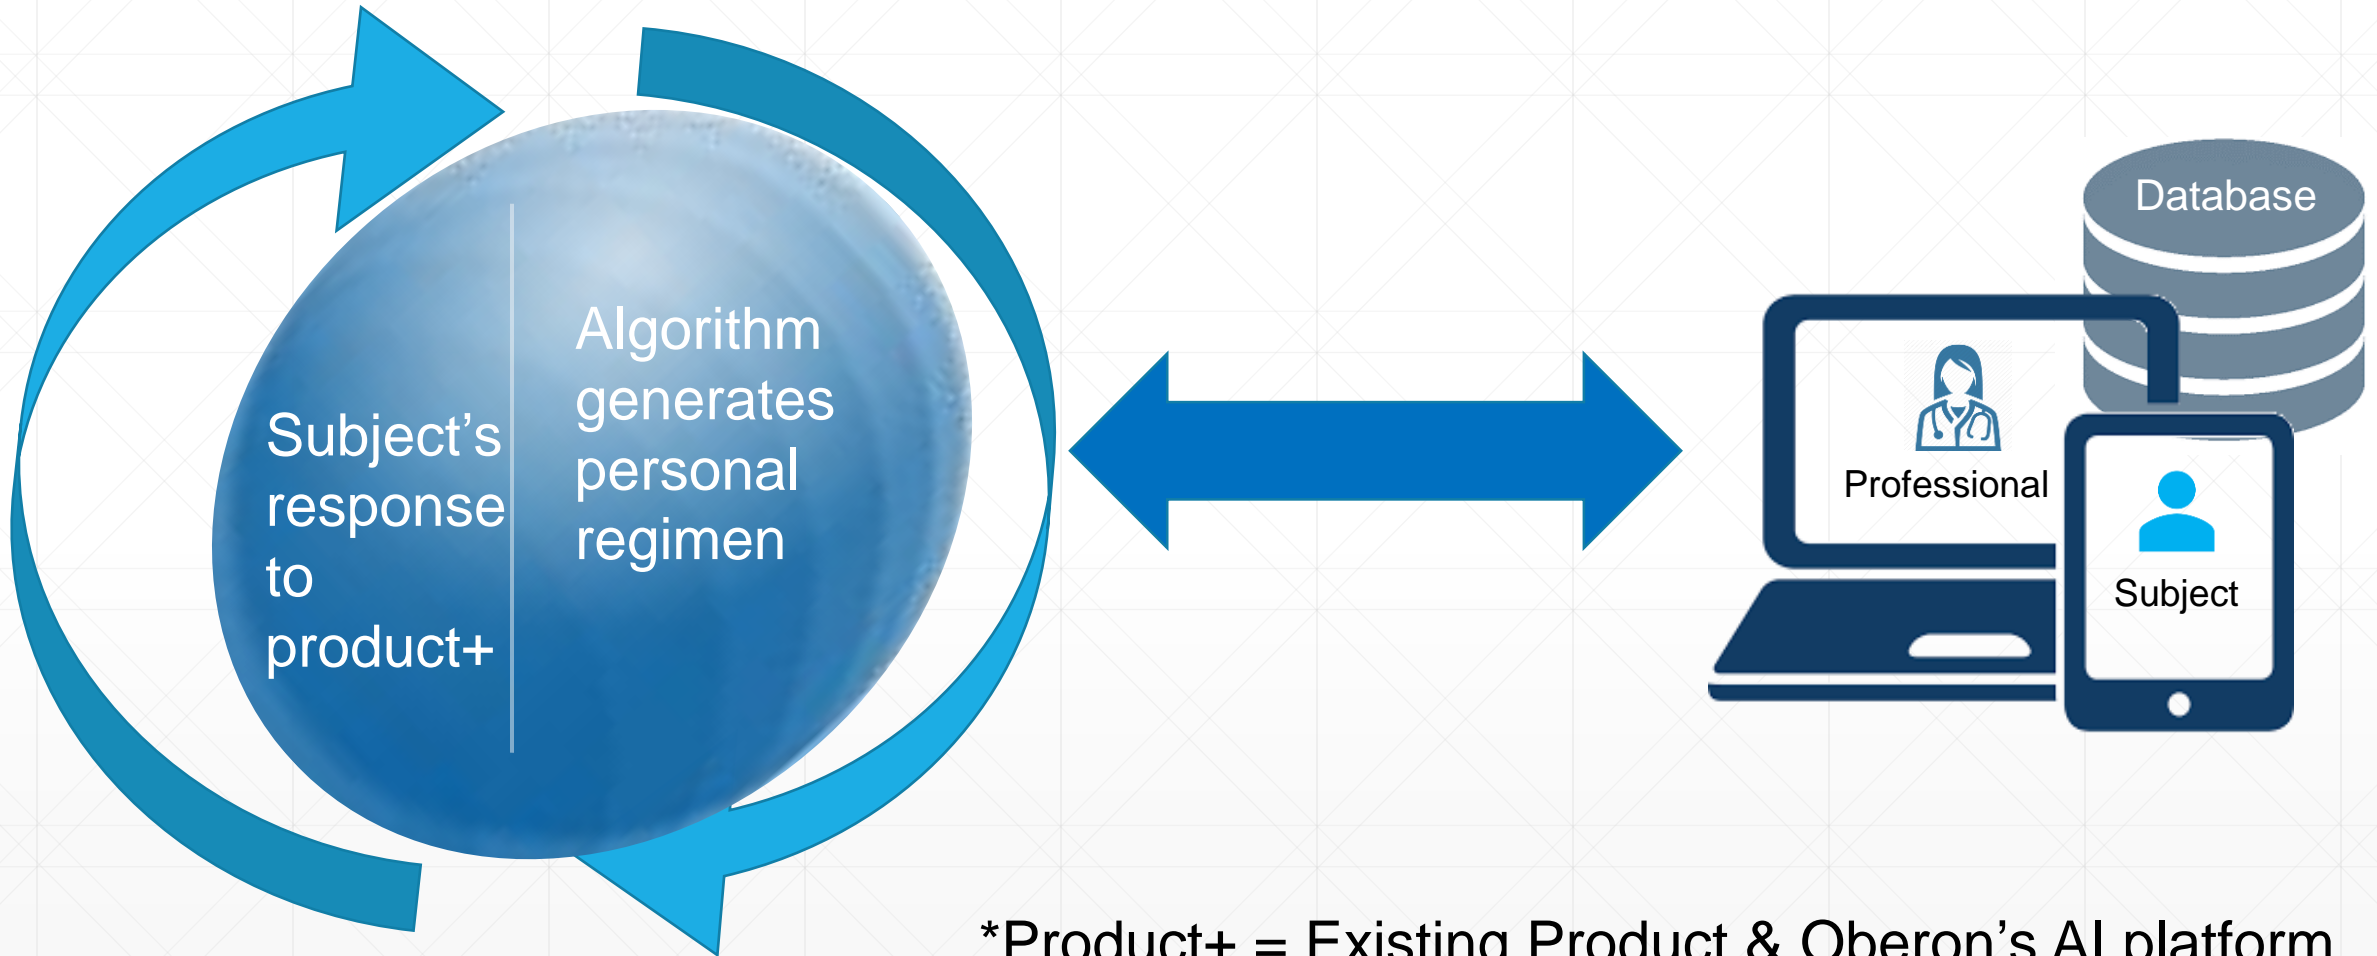 Subject’s
response
to
product+
Algorithm
generates
personal
regimen
Database
Professional
Subject
*Product+ = Existing Product & Oberon’s AI platform